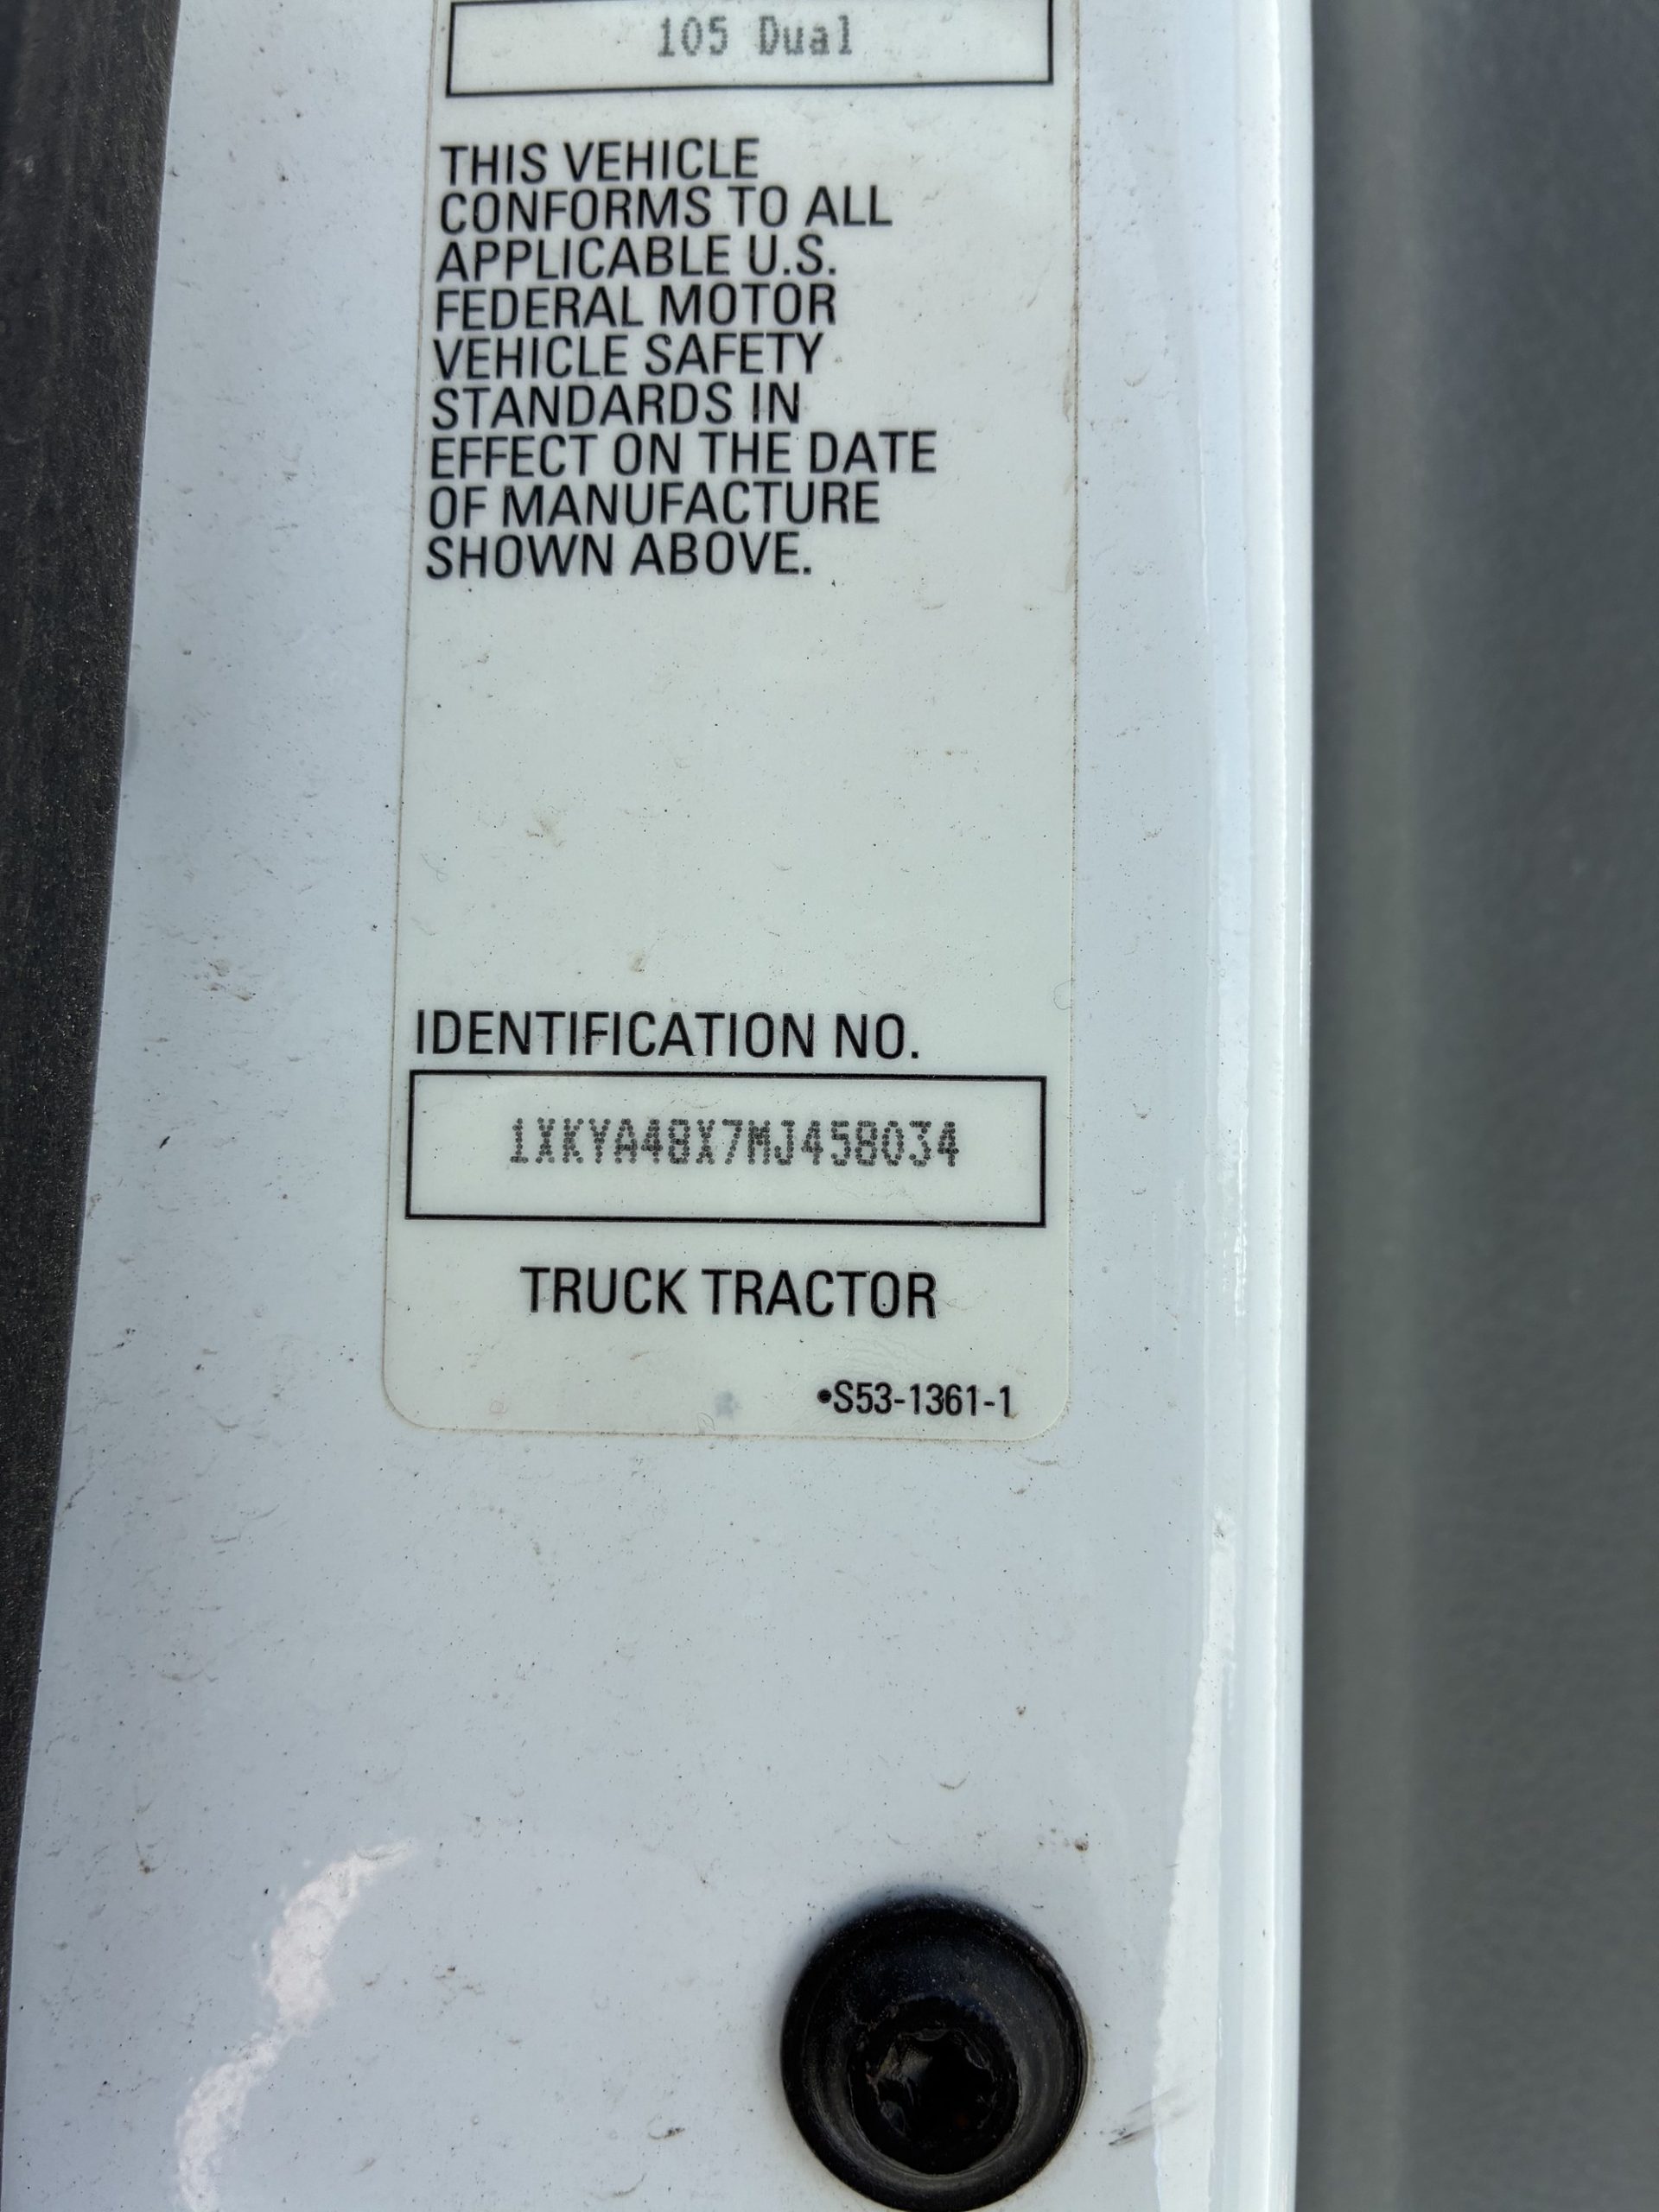 105 Dual
THIS VEHICLE
CONFORMS TO ALL
APPLICABLE U.S.
FEDERAL MOTOR
VEHICLE SAFETY
STANDARDS IN
EFFECT ON THE DATE
OF MANUFACTURE
SHOWN ABOVE.
IDENTIFICATION NO.
1XKYA48X7MJ458034
TRUCK TRACTOR
•S53-1361-1